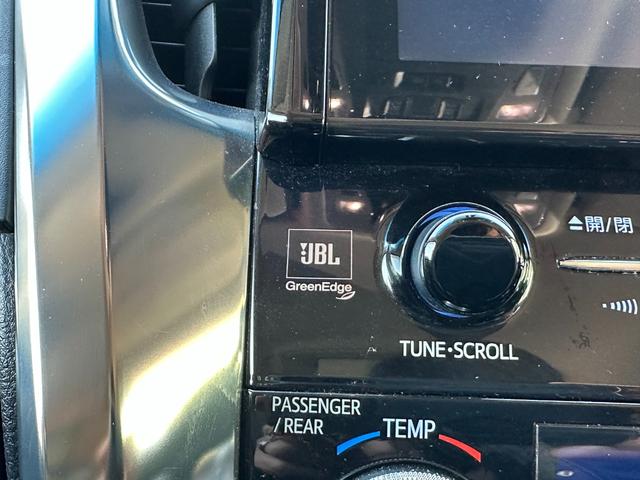 ⏏開/閉
JBL
GreenEdge
TUNE•SCROLL
PASSENGER
/REAR
TEMP